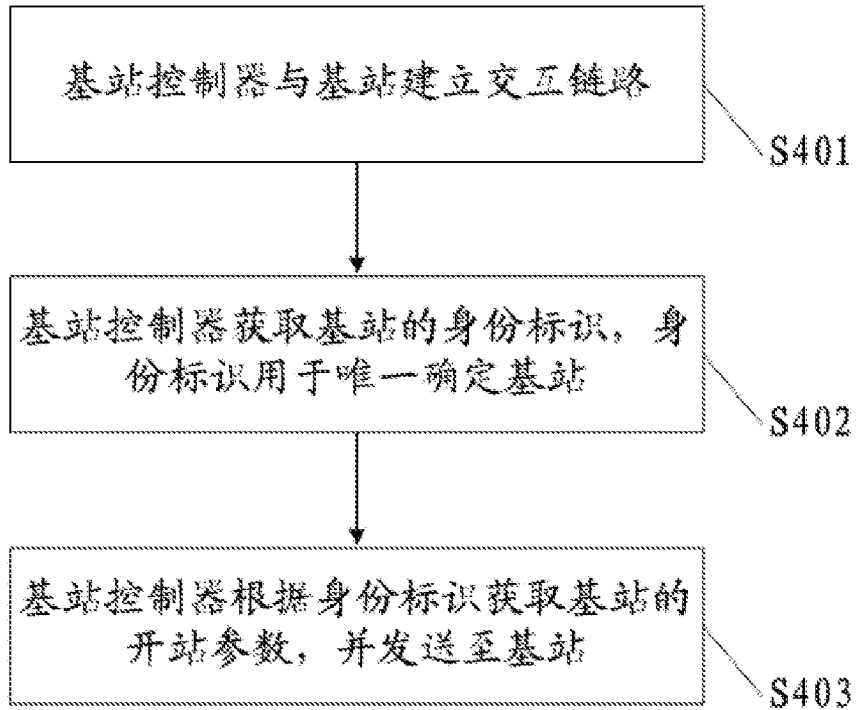 基站控制器与基站建立交互链路
S401
基站控制器获取基站的身份标识，身
份标识用于唯一确定基站
S402
基站控制器根据身份标识获取基站的
开站参数，并发送至基站
S403